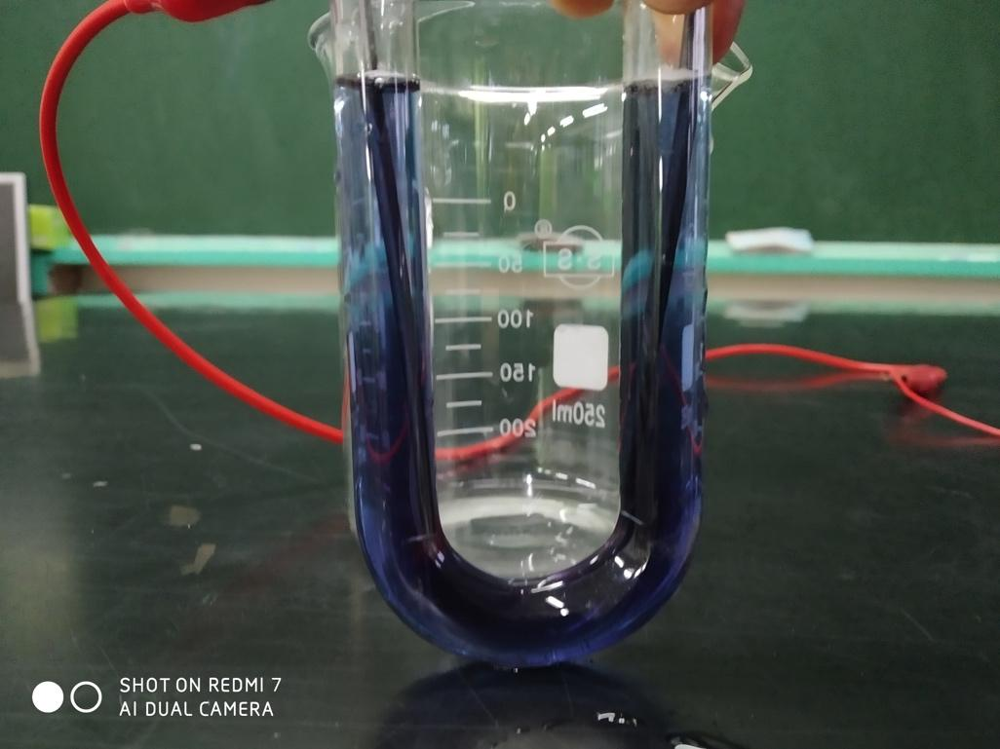 0
S·S
50
100
150
200
250ml
SHOT ON REDMI 7
AI DUAL CAMERA